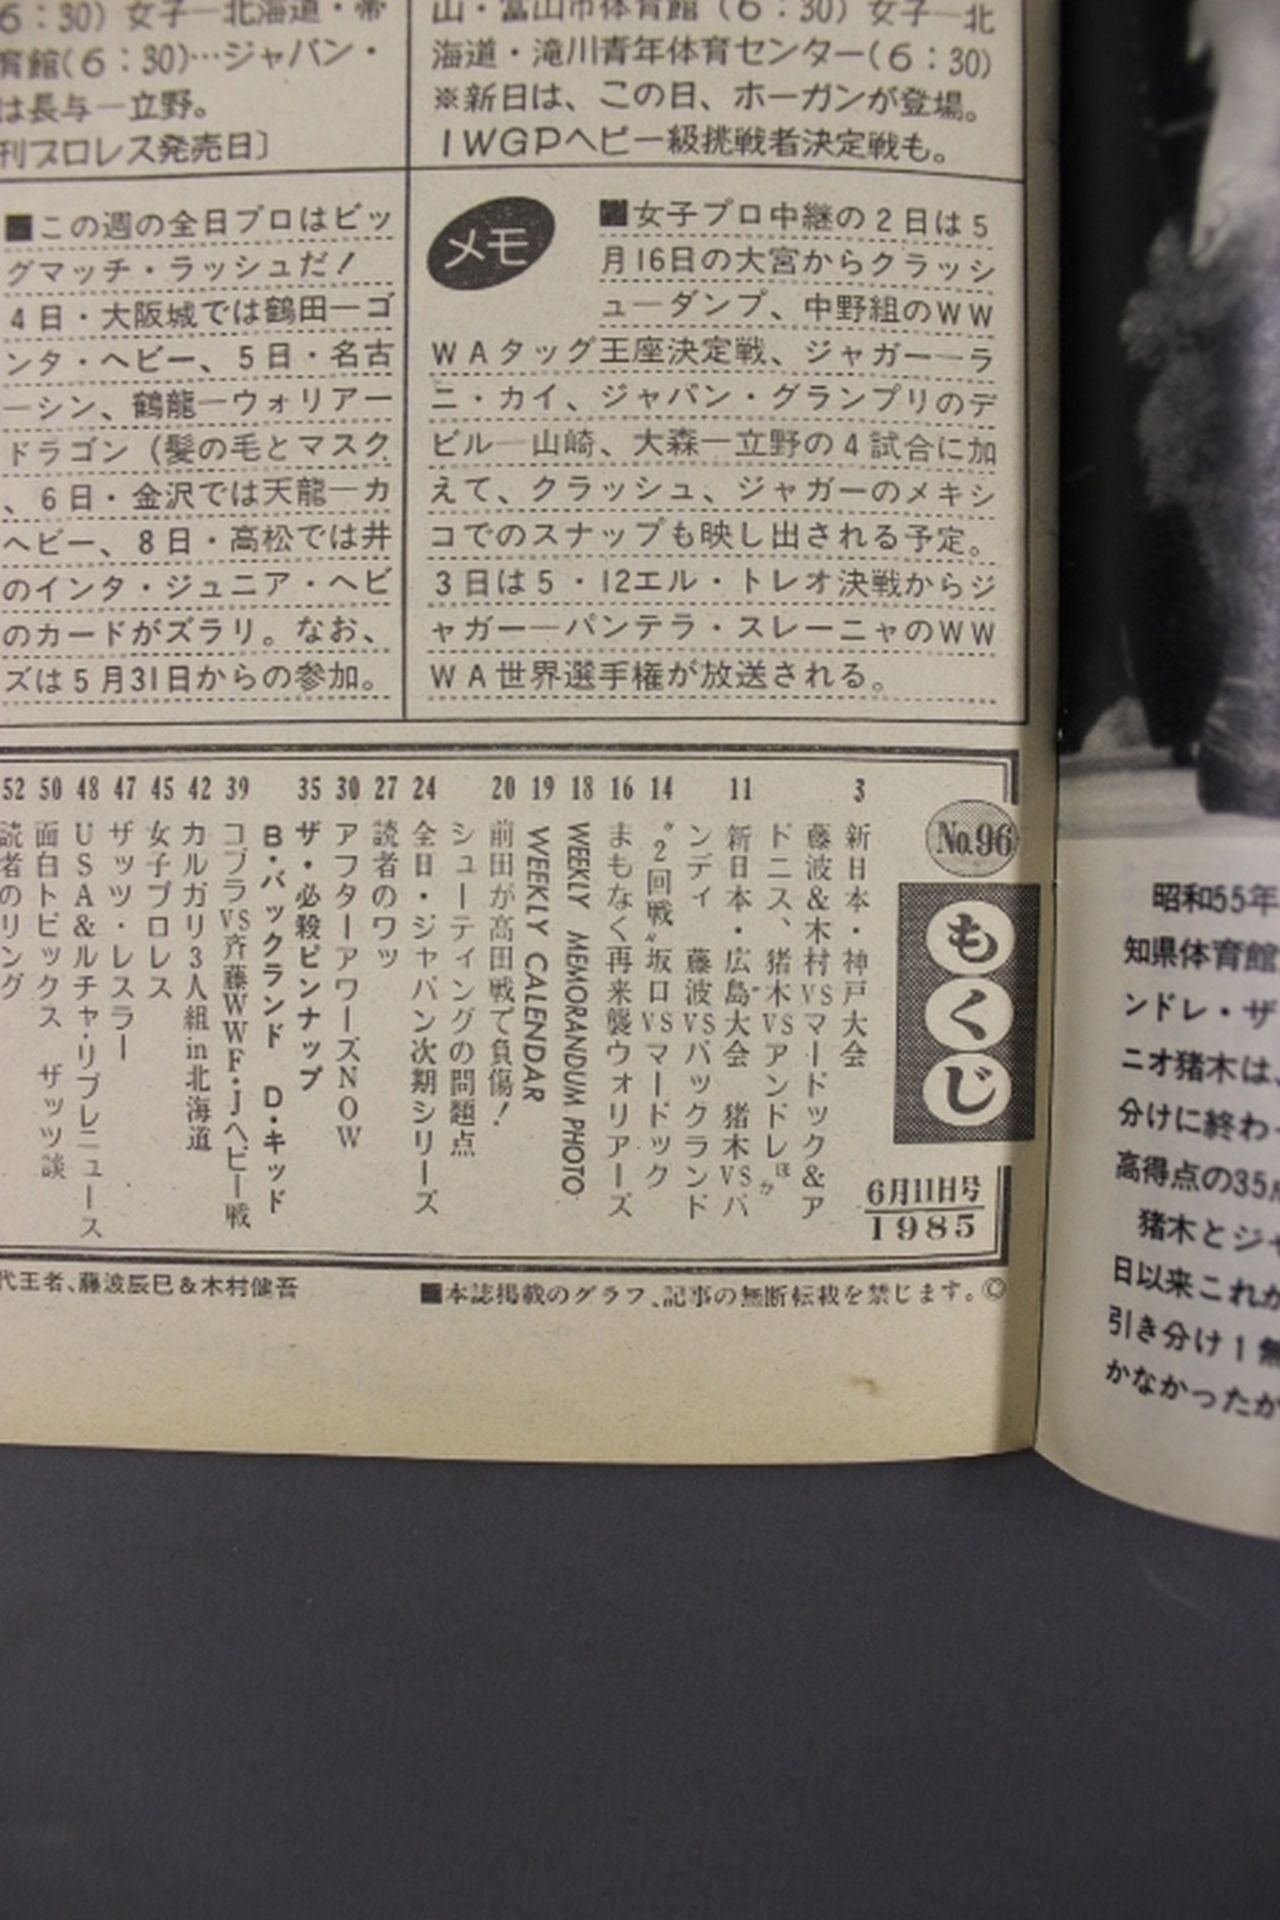 6：30）女子―北海道・帯
育館（6：30）…ジャパン・
は長与―立野。
刊プロレス発売日〕
山・富山市体育館（6：30）女子―北
海道・滝川青年体育センター（6：30）
※新日は、この日、ホーガンが登場。
IWGPヘビー級挑戦者決定戦も。
■この週の全日プロはビッ
グマッチ・ラッシュだ！
4日・大阪城では鶴田―ゴ
ンタ・ヘビー、5日・名古
―シン、鶴龍―ウォリアー
ドラゴン（髪の毛とマスク
、6日・金沢では天龍―カ
ヘビー、8日・高松では井
のインタ・ジュニア・ヘビ
のカードがズラリ。なお、
ズは5月31日からの参加。
メモ
■女子プロ中継の2日は5
月16日の大宮からクラッシ
ュ―ダンプ、中野組のWW
WAタッグ王座決定戦、ジャガー―ラ
ニ・カイ、ジャパン・グランプリのデ
ビル―山崎、大森―立野の4試合に加
えて、クラッシュ、ジャガーのメキシ
コでのスナップも映し出される予定。
3日は5・12エル・トレオ決戦からジ
ャガー―パンテラ・スレーニャのWW
WA世界選手権が放送される。
No.96
もくじ
6月11日号
1985
3 新日本・神戸大会
藤波&木村VSマードック&ア
ドニス、猪木VSアンドレほか
11 新日本・広島大会 猪木VSバ
ンディ 藤波VSバックランド
14 〝2回戦〟坂口VSマードック
16 まもなく再来襲ウォリアーズ
18 WEEKLY MEMORANDUM PHOTO
19 WEEKLY CALENDAR
20 前田が高田戦で負傷！
シューティングの問題点
24 全日・ジャパン次期シリーズ
27 読者のワッ
30 アフターアワーズNOW
35 ザ・必殺ピンナップ
B・バックランド D・キッド
39 コブラVS斉藤WWF・Jヘビー戦
42 カルガリ3人組in北海道
45 女子プロレス
47 ザッツ・レスラー
48 USA&ルチャ・リブレニュース
50 面白トピックス ザッツ談
52 読者のリング
代王者、藤波辰巳&木村健吾
■本誌掲載のグラフ、記事の無断転載を禁じます。©
昭和55年
知県体育館
ンドレ・ザ
ニオ猪木は、
分けに終わっ
高得点の35点
猪木とジャ
日以来これが
引き分け1無
かなかったが